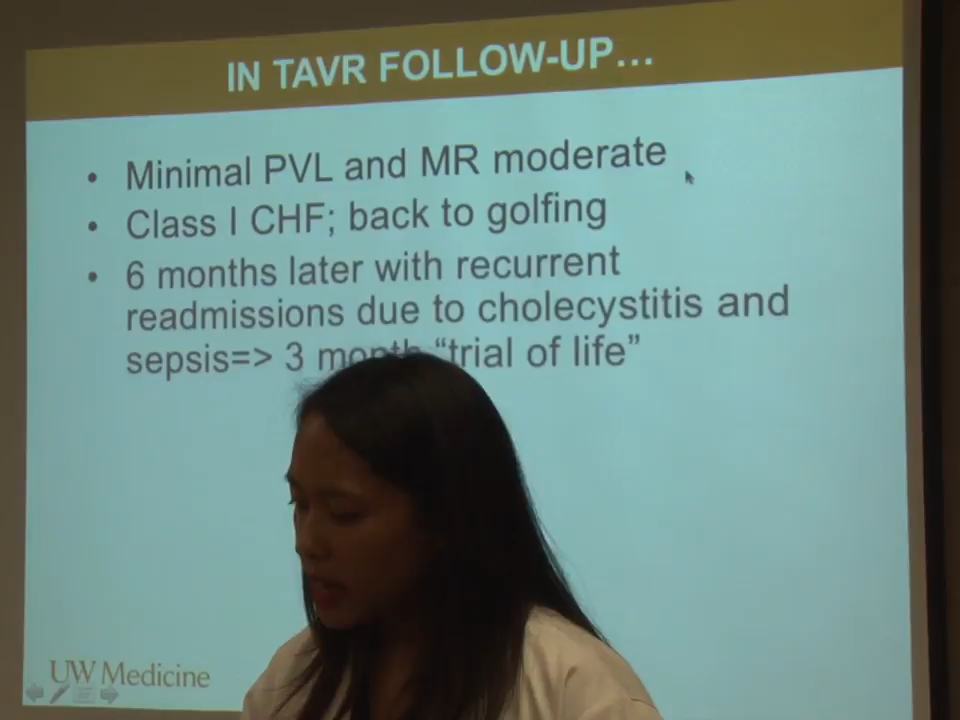 IN TAVR FOLLOW-UP...
• Minimal PVL and MR moderate
• Class I CHF; back to golfing
• 6 months later with recurrent
readmissions due to cholecystitis and
sepsis=> 3 month “trial of life”
UW Medicine